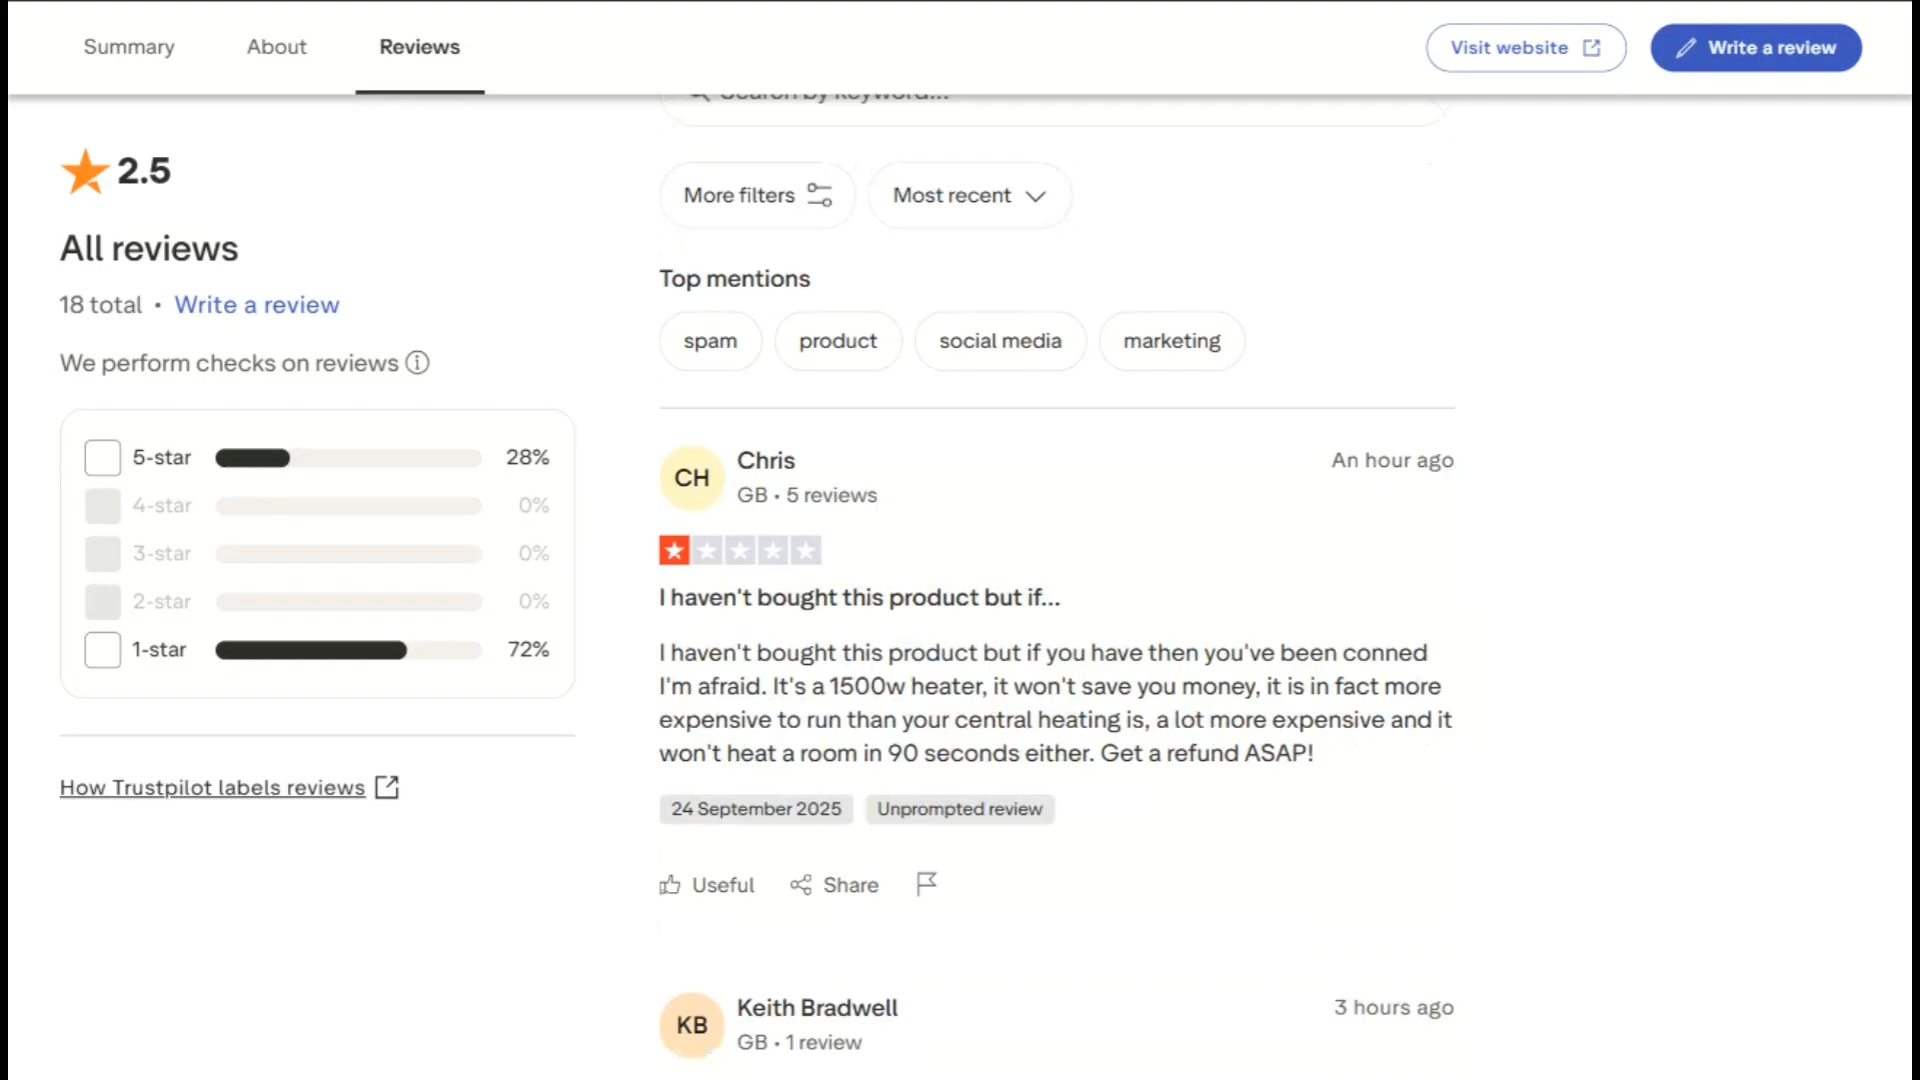 Summary
About
Reviews
Visit website
Write a review
Search by keyword...
2.5
All reviews
18 total • Write a review
We perform checks on reviews
5-star 28%
4-star 0%
3-star 0%
2-star 0%
1-star 72%
How Trustpilot labels reviews
More filters
Most recent
Top mentions
spam
product
social media
marketing
CH
Chris
GB • 5 reviews
An hour ago
I haven't bought this product but if...
I haven't bought this product but if you have then you've been conned
I'm afraid. It's a 1500w heater, it won't save you money, it is in fact more
expensive to run than your central heating is, a lot more expensive and it
won't heat a room in 90 seconds either. Get a refund ASAP!
24 September 2025
Unprompted review
Useful
Share
KB
Keith Bradwell
GB • 1 review
3 hours ago